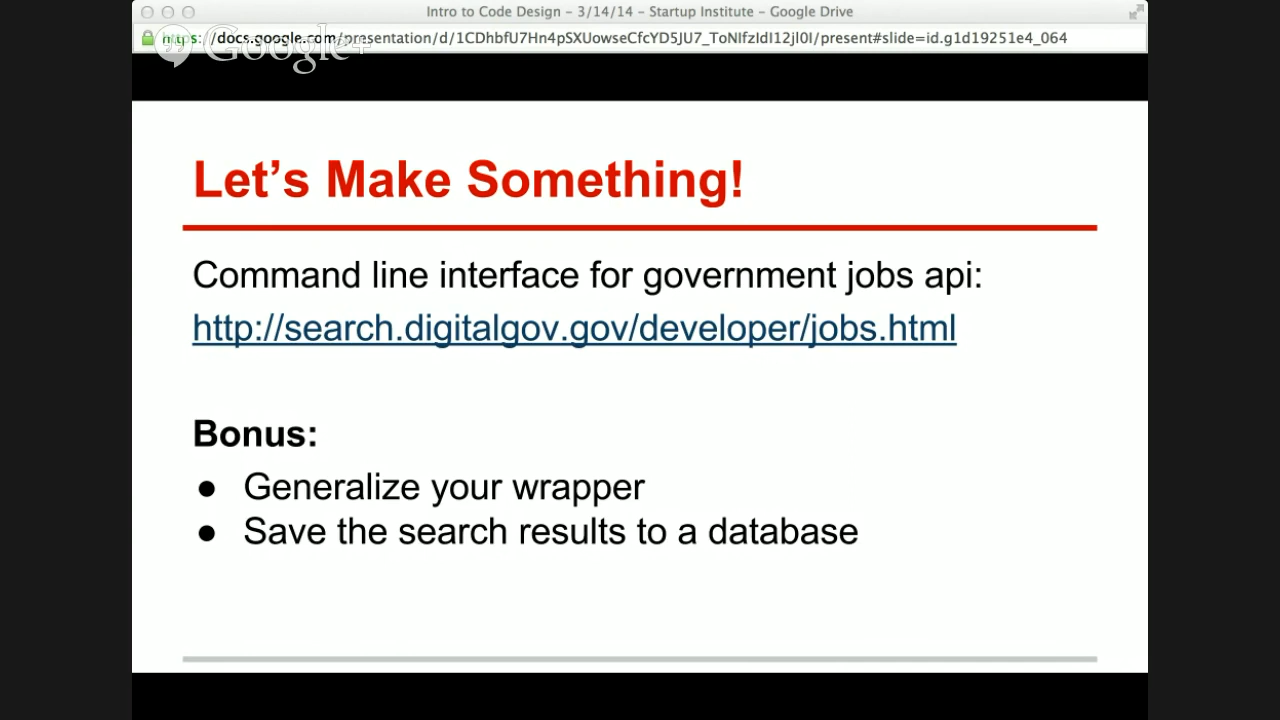 Intro to Code Design – 3/14/14 – Startup Institute – Google Drive
https://docs.google.com/presentation/d/1CDhbfU7Hn4pSXUowseCfcYD5JU7_ToNIfzIdI12jl0I/present#slide=id.g1d19251e4_064
Google+
Let's Make Something!
Command line interface for government jobs api:
http://search.digitalgov.gov/developer/jobs.html
Bonus:
● Generalize your wrapper
● Save the search results to a database